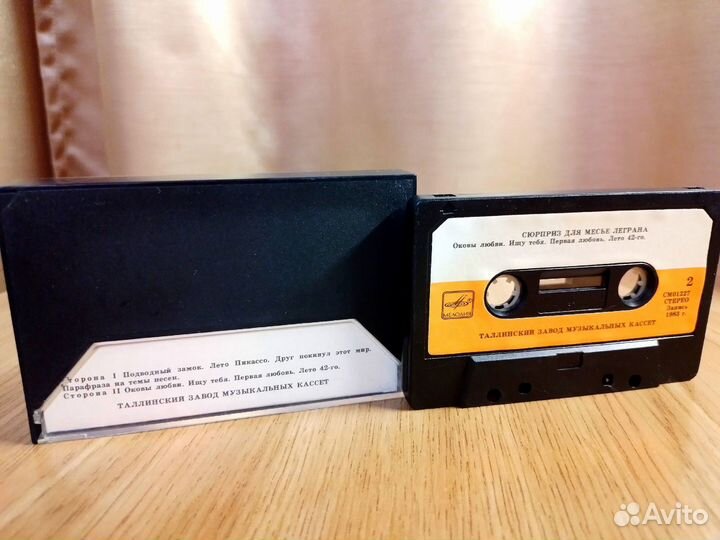 Сторона I Подводный замок. Лето Пикассо. Друг покинул этот мир.
Парафраза на темы песен.
Сторона II Оковы любви. Ищу тебя. Первая любовь. Лето 42-го.
ТАЛЛИНСКИЙ ЗАВОД МУЗЫКАЛЬНЫХ КАССЕТ
СЮРПРИЗ ДЛЯ МЕСЬЕ ЛЕГРАНА
Оковы любви. Ищу тебя. Первая любовь. Лето 42-го.
2
СМ01227
СТЕРЕО
Запись
1983 г.
МЕЛОДИЯ
ТАЛЛИНСКИЙ ЗАВОД МУЗЫКАЛЬНЫХ КАССЕТ
Avito